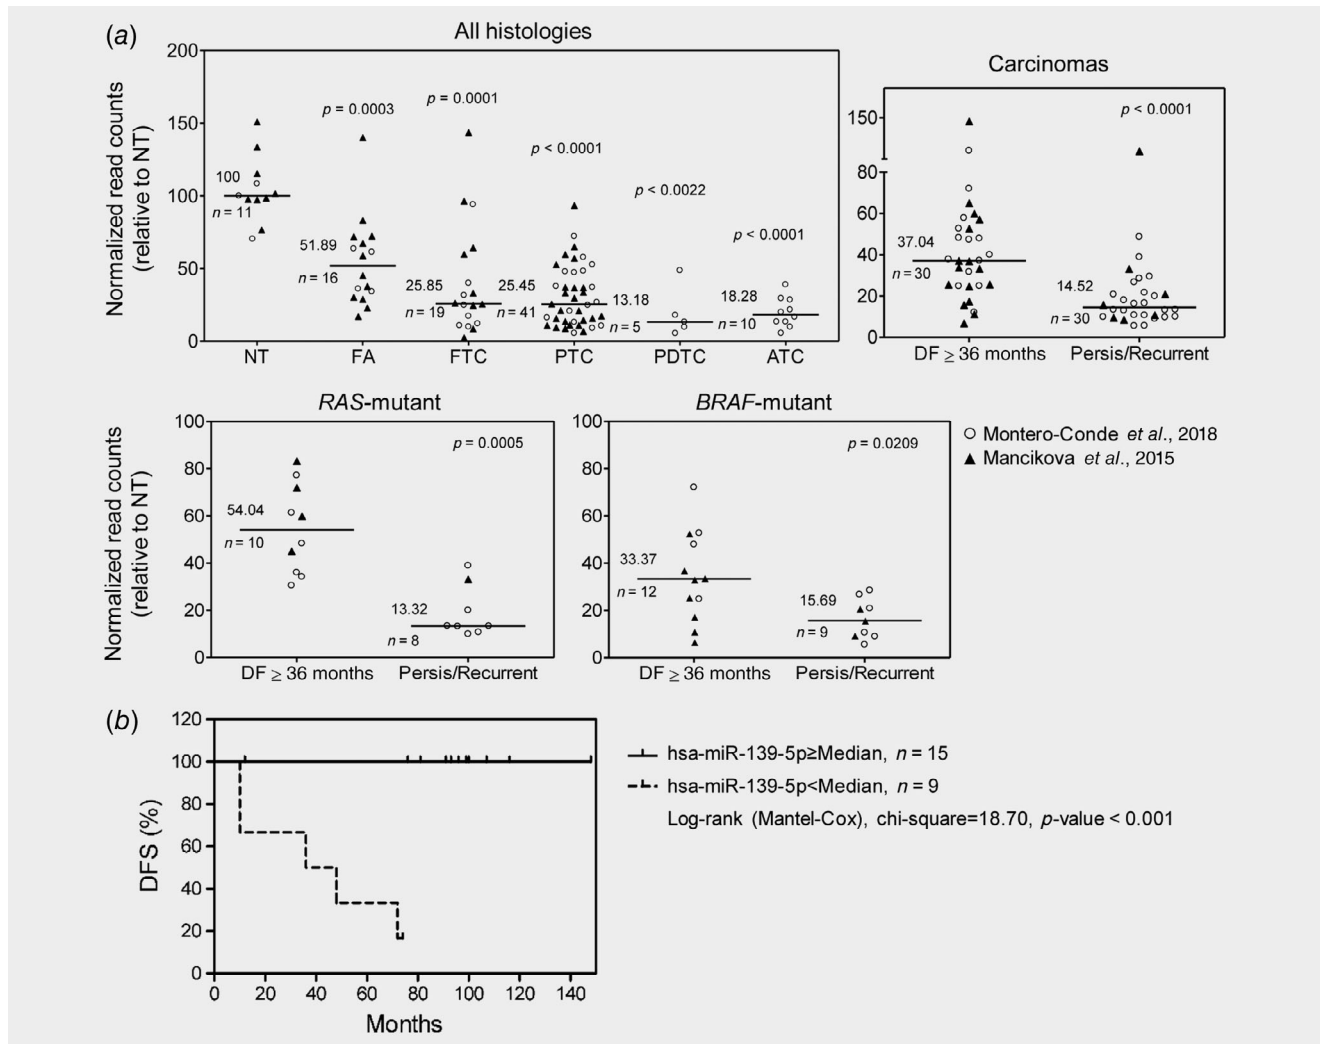 (a)
All histologies
Normalized read counts
(relative to NT)
200
150
100
50
0
100
n = 11
p = 0.0003
51.89
n = 16
p = 0.0001
25.85
n = 19
p < 0.0001
25.45
n = 41
p < 0.0022
13.18
n = 5
p < 0.0001
18.28
n = 10
NT FA FTC PTC PDTC ATC
Carcinomas
150
80
60
40
20
0
p < 0.0001
37.04
n = 30
14.52
n = 30
DF ≥ 36 months Persis/Recurrent
RAS-mutant
Normalized read counts
(relative to NT)
100
80
60
40
20
0
p = 0.0005
54.04
n = 10
13.32
n = 8
DF ≥ 36 months Persis/Recurrent
BRAF-mutant
100
80
60
40
20
0
p = 0.0209
33.37
n = 12
15.69
n = 9
DF ≥ 36 months Persis/Recurrent
Montero-Conde et al., 2018
Mancikova et al., 2015
(b)
DFS (%)
120
100
80
60
40
20
0
0 20 40 60 80 100 120 140
Months
hsa-miR-139-5p≥Median, n = 15
hsa-miR-139-5p<Median, n = 9
Log-rank (Mantel-Cox), chi-square=18.70, p-value < 0.001